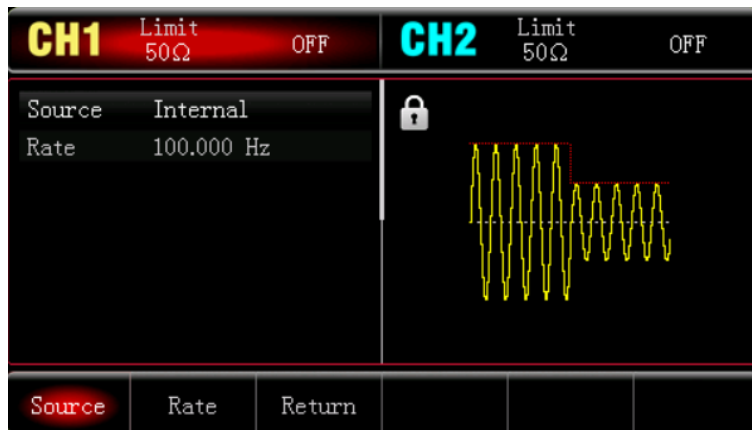 CH1 Limit 50Ω OFF CH2 Limit 50Ω OFF
Source Internal
Rate 100.000 Hz
Source Rate Return